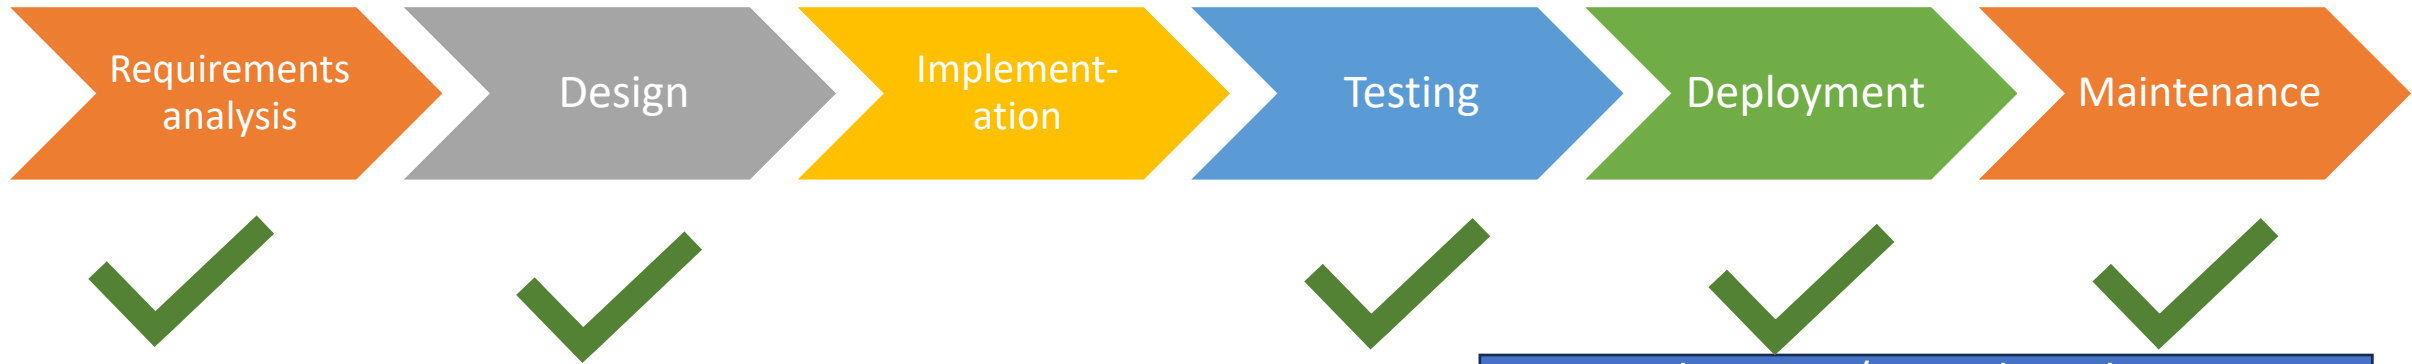 Requirements
analysis
Design
Implement-
ation
Testing
Deployment
Maintenance